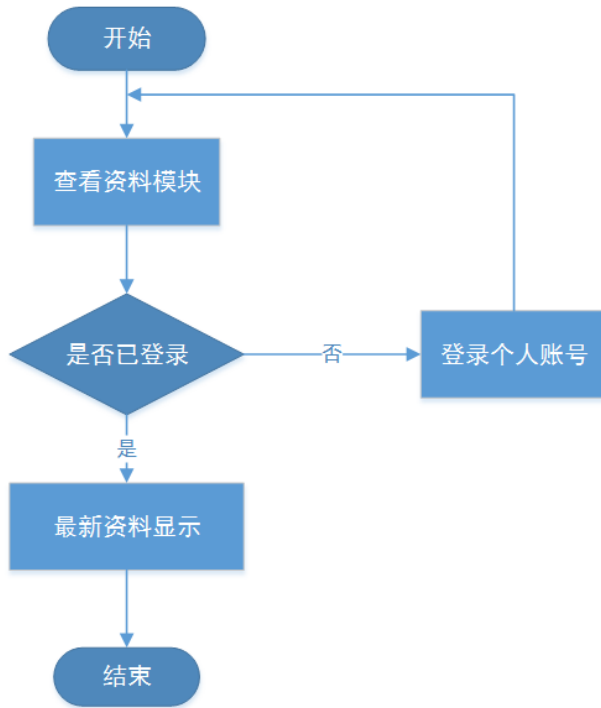 开始
查看资料模块
是否已登录
否
登录个人账号
是
最新资料显示
结束